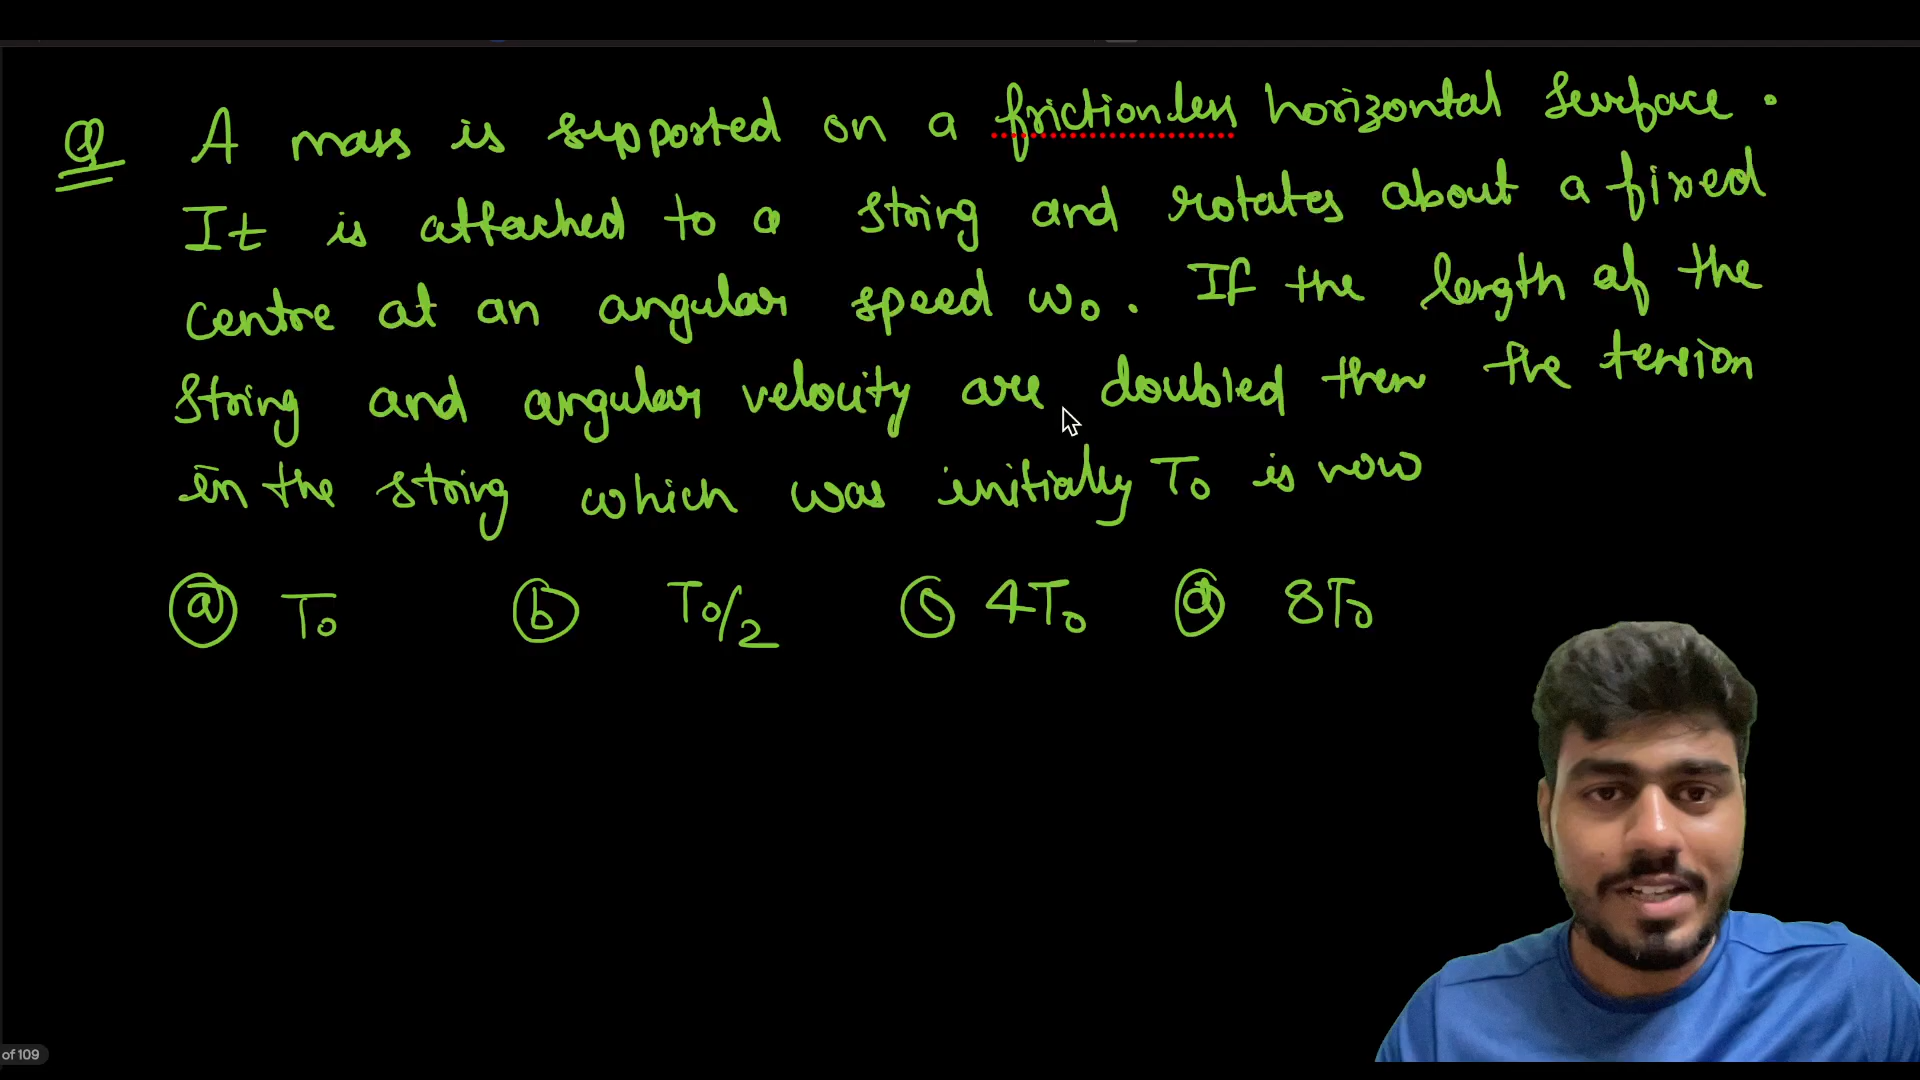 Q A mass is supported on a frictionless horizontal surface.
It is attached to a string and rotates about a fixed
centre at an angular speed ω₀. If the length of the
string and angular velocity are doubled then the tension
in the string which was initially T₀ is now
ⓐ T₀ ⓑ T₀/2 ⓒ 4T₀ ⓓ 8T₀
of 109